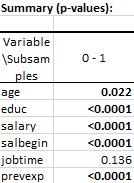 Summary (p-values):
Variable
\Subsam
ples
0 - 1
age 0.022
educ <0.0001
salary <0.0001
salbegin <0.0001
jobtime 0.136
prevexp <0.0001